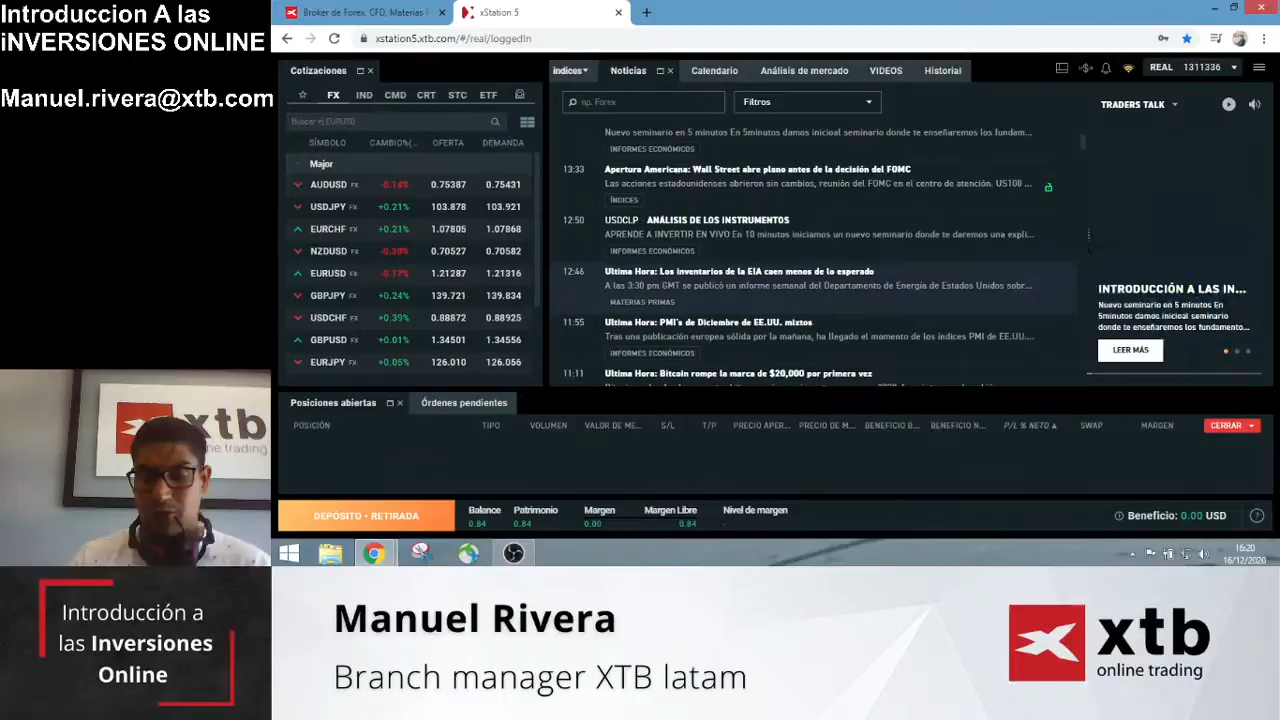 Introduccion A las
iNVERSIONES ONLINE
Manuel.rivera@xtb.com
Broker de Forex, CFD, Materias P
xStation 5
xstation5.xtb.com/#/real/loggedIn
Cotizaciones
FX IND CMD CRT STC ETF
Buscar ej.EURUSD
SÍMBOLO CAMBIO%(... OFERTA DEMANDA
Major
AUDUSD FX -0.14% 0.75387 0.75431
USDJPY FX +0.21% 103.878 103.921
EURCHF FX +0.21% 1.07805 1.07868
NZDUSD FX -0.38% 0.70527 0.70582
EURUSD FX -0.17% 1.21287 1.21316
GBPJPY FX +0.24% 139.721 139.834
USDCHF FX +0.39% 0.88872 0.88925
GBPUSD FX +0.01% 1.34501 1.34556
EURJPY FX +0.05% 126.010 126.056
índices Noticias Calendario Análisis de mercado VIDEOS Historial
REAL 1311336
np. Forex
Filtros
Nuevo seminario en 5 minutos En 5minutos damos inicioal seminario donde te enseñaremos los fundam...
INFORMES ECONÓMICOS
13:33 Apertura Americana: Wall Street abre plano antes de la decisión del FOMC
Las acciones estadounidenses abrieron sin cambios, reunión del FOMC en el centro de atención. US100 ...
ÍNDICES
12:50 USDCLP - ANÁLISIS DE LOS INSTRUMENTOS
APRENDE A INVERTIR EN VIVO En 10 minutos iniciamos un nuevo seminario donde te daremos una expli...
INFORMES ECONÓMICOS
12:46 Ultima Hora: Los inventarios de la EIA caen menos de lo esperado
A las 3:30 pm GMT se publicó un informe semanal del Departamento de Energía de Estados Unidos sobr...
MATERIAS PRIMAS
11:55 Ultima Hora: PMI's de Diciembre de EE.UU. mixtos
Tras una publicación europea sólida por la mañana, ha llegado el momento de los índices PMI de EE.UU....
INFORMES ECONÓMICOS
11:11 Ultima Hora: Bitcoin rompe la marca de $20,000 por primera vez
TRADERS TALK
INTRODUCCIÓN A LAS IN...
Nuevo seminario en 5 minutos En
5minutos damos inicioal seminario
donde te enseñaremos los fundamento...
LEER MÁS
Posiciones abiertas Órdenes pendientes
POSICIÓN TIPO VOLUMEN VALOR DE ME... S/L T/P PRECIO APER... PRECIO DE M... BENEFICIO B... BENEFICIO N... P/L % NETO SWAP MARGEN CERRAR
DEPÓSITO - RETIRADA
Balance Patrimonio Margen Margen Libre Nivel de margen
0.84 0.84 0.00 0.84 -
Beneficio: 0.00 USD
16:20
16/12/2020
xtb
online trading
Introducción a
las Inversiones
Online
Manuel Rivera
Branch manager XTB latam
xtb
online trading